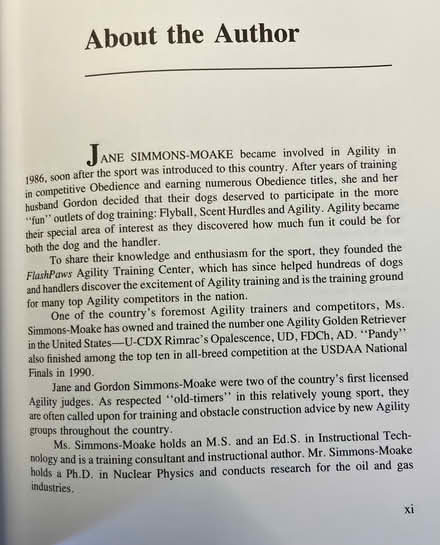 About the Author
JANE SIMMONS-MOAKE became involved in Agility in
1986, soon after the sport was introduced to this country. After years of training
in competitive Obedience and earning numerous Obedience titles, she and her
husband Gordon decided that their dogs deserved to participate in the more
"fun" outlets of dog training: Flyball, Scent Hurdles and Agility. Agility became
their special area of interest as they discovered how much fun it could be for
both the dog and the handler.
To share their knowledge and enthusiasm for the sport, they founded the
FlashPaws Agility Training Center, which has since helped hundreds of dogs
and handlers discover the excitement of Agility training and is the training ground
for many top Agility competitors in the nation.
One of the country's foremost Agility trainers and competitors, Ms.
Simmons-Moake has owned and trained the number one Agility Golden Retriever
in the United States—U-CDX Rimrac's Opalescence, UD, FDCh, AD. "Pandy"
also finished among the top ten in all-breed competition at the USDAA National
Finals in 1990.
Jane and Gordon Simmons-Moake were two of the country's first licensed
Agility judges. As respected "old-timers" in this relatively young sport, they
are often called upon for training and obstacle construction advice by new Agility
groups throughout the country.
Ms. Simmons-Moake holds an M.S. and an Ed.S. in Instructional Tech-
nology and is a training consultant and instructional author. Mr. Simmons-Moake
holds a Ph.D. in Nuclear Physics and conducts research for the oil and gas
industries.
xi